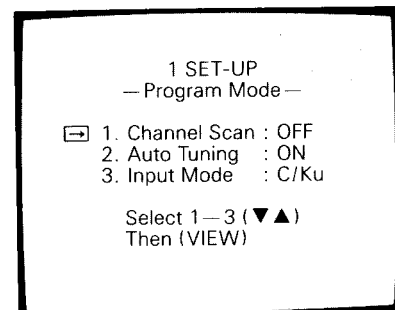 1 SET-UP
—Program Mode—
→ 1. Channel Scan : OFF
2. Auto Tuning : ON
3. Input Mode : C/Ku
Select 1—3 (▼▲)
Then (VIEW)